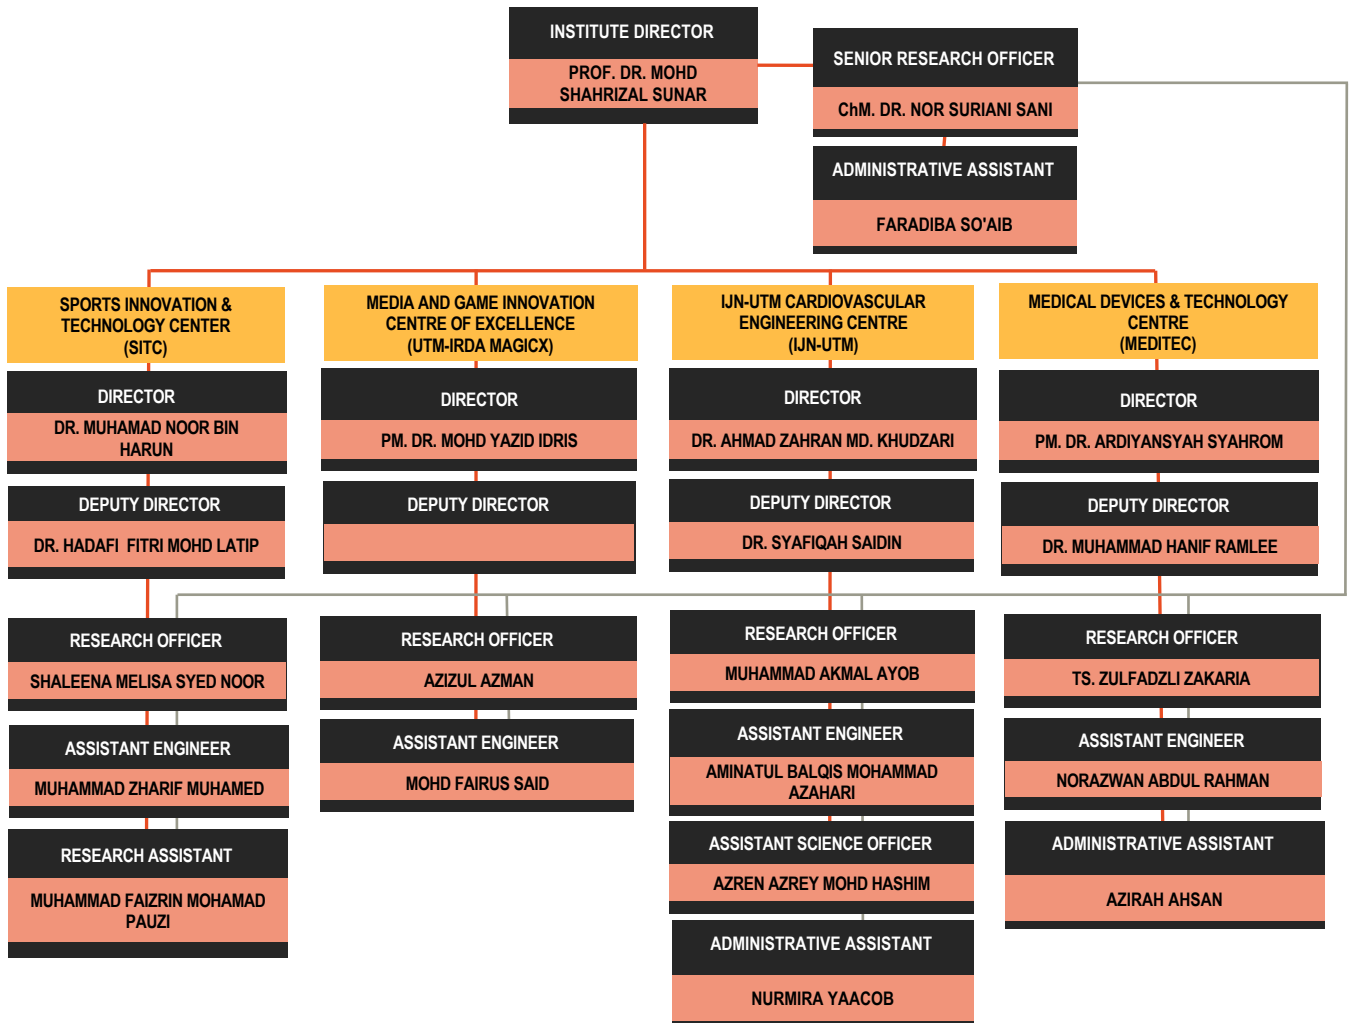 INSTITUTE DIRECTOR
PROF. DR. MOHD
SHAHRIZAL SUNAR
SENIOR RESEARCH OFFICER
ChM. DR. NOR SURIANI SANI
ADMINISTRATIVE ASSISTANT
FARADIBA SO'AIB
SPORTS INNOVATION &
TECHNOLOGY CENTER
(SITC)
DIRECTOR
DR. MUHAMAD NOOR BIN
HARUN
DEPUTY DIRECTOR
DR. HADAFI FITRI MOHD LATIP
RESEARCH OFFICER
SHALEENA MELISA SYED NOOR
ASSISTANT ENGINEER
MUHAMMAD ZHARIF MUHAMED
RESEARCH ASSISTANT
MUHAMMAD FAIZRIN MOHAMAD
PAUZI
MEDIA AND GAME INNOVATION
CENTRE OF EXCELLENCE
(UTM-IRDA MAGICX)
DIRECTOR
PM. DR. MOHD YAZID IDRIS
DEPUTY DIRECTOR
RESEARCH OFFICER
AZIZUL AZMAN
ASSISTANT ENGINEER
MOHD FAIRUS SAID
IJN-UTM CARDIOVASCULAR
ENGINEERING CENTRE
(IJN-UTM)
DIRECTOR
DR. AHMAD ZAHRAN MD. KHUDZARI
DEPUTY DIRECTOR
DR. SYAFIQAH SAIDIN
RESEARCH OFFICER
MUHAMMAD AKMAL AYOB
ASSISTANT ENGINEER
AMINATUL BALQIS MOHAMMAD
AZAHARI
ASSISTANT SCIENCE OFFICER
AZREN AZREY MOHD HASHIM
ADMINISTRATIVE ASSISTANT
NURMIRA YAACOB
MEDICAL DEVICES & TECHNOLOGY
CENTRE
(MEDITEC)
DIRECTOR
PM. DR. ARDIYANSYAH SYAHROM
DEPUTY DIRECTOR
DR. MUHAMMAD HANIF RAMLEE
RESEARCH OFFICER
TS. ZULFADZLI ZAKARIA
ASSISTANT ENGINEER
NORAZWAN ABDUL RAHMAN
ADMINISTRATIVE ASSISTANT
AZIRAH AHSAN